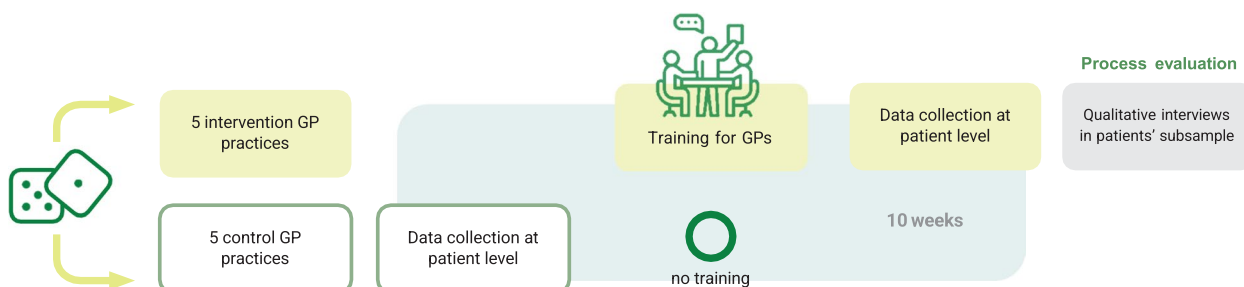 Process evaluation
5 intervention GP
practices
Training for GPs
Data collection at
patient level
Qualitative interviews
in patients’ subsample
5 control GP
practices
Data collection at
patient level
no training
10 weeks